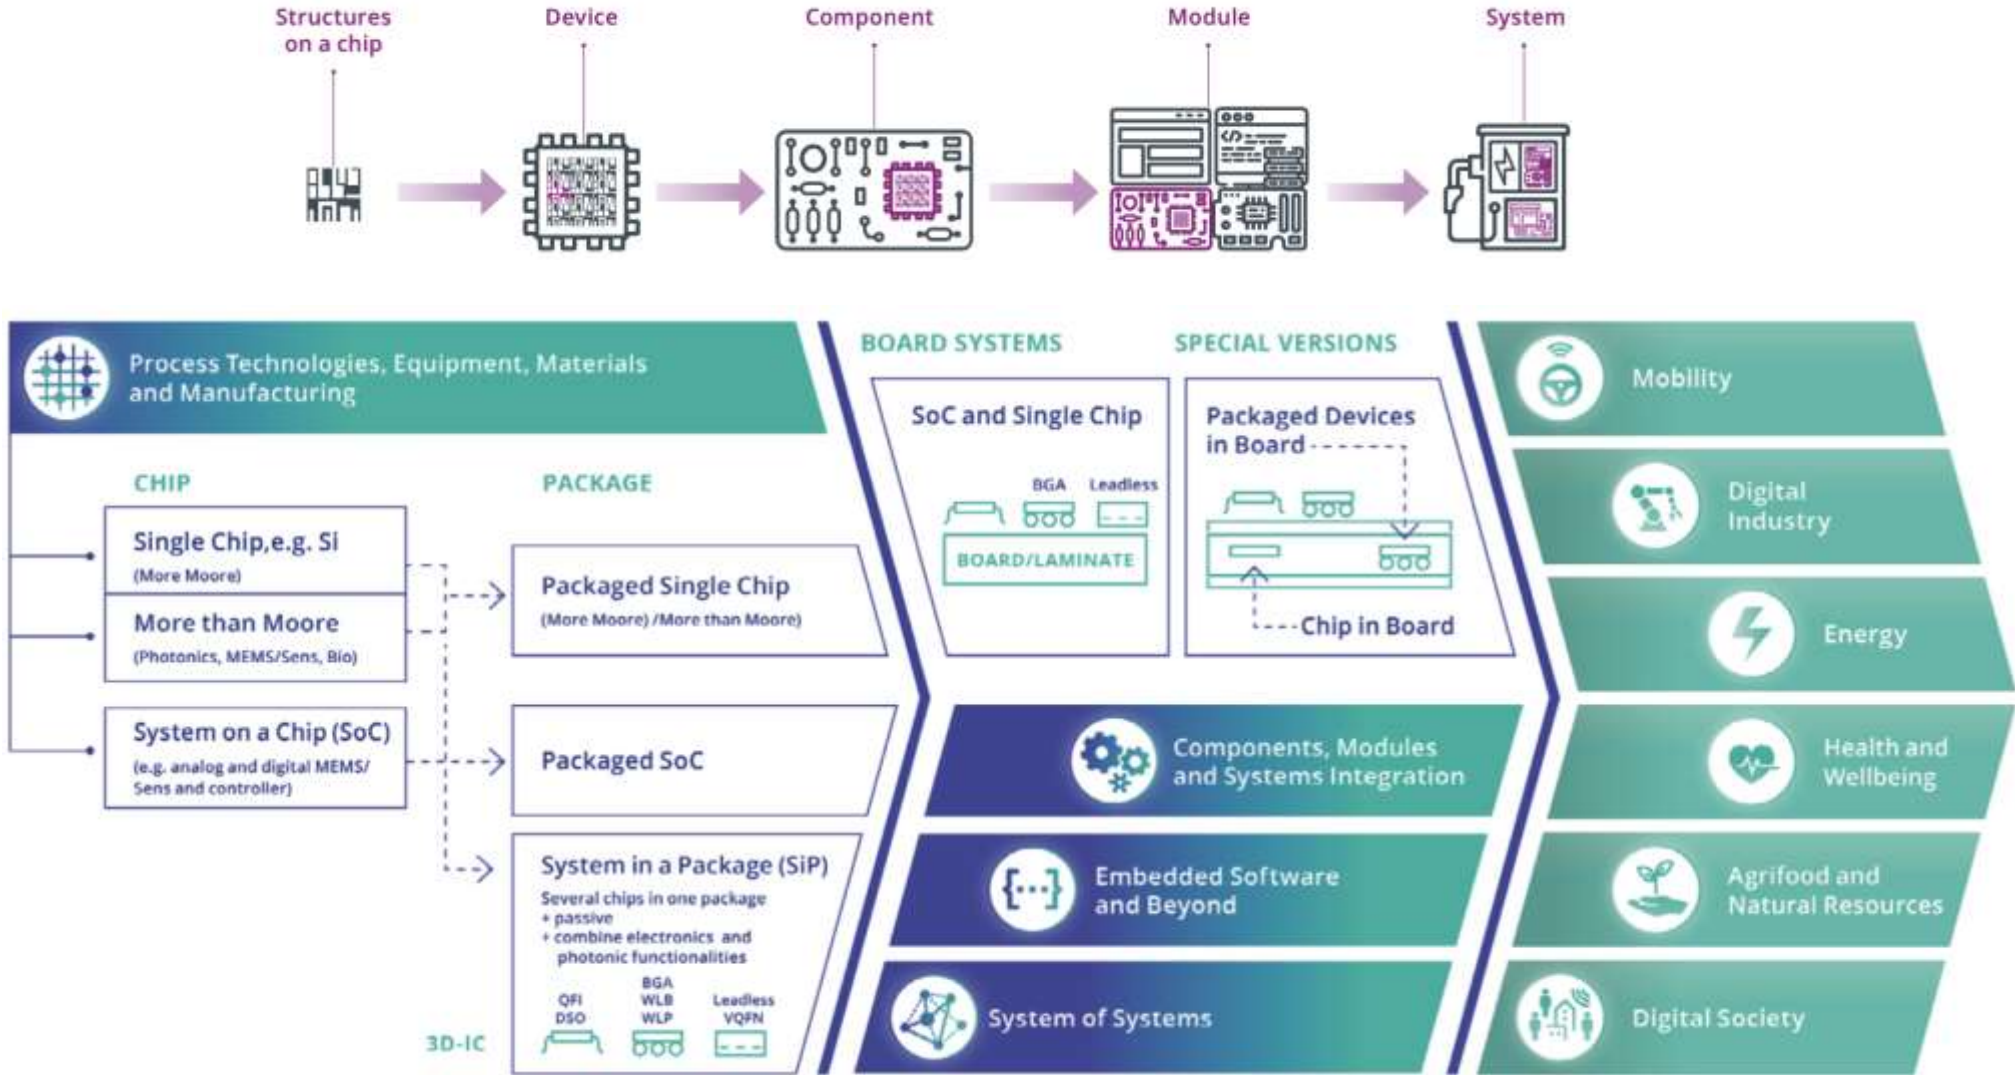 Structures
on a chip
Device
Component
Module
System
Process Technologies, Equipment, Materials
and Manufacturing
CHIP
Single Chip,e.g. Si
(More Moore)
More than Moore
(Photonics, MEMS/Sens, Bio)
System on a Chip (SoC)
(e.g. analog and digital MEMS/
Sens and controller)
PACKAGE
Packaged Single Chip
(More Moore) /More than Moore)
Packaged SoC
System in a Package (SiP)
Several chips in one package
+ passive
+ combine electronics and
photonic functionalities
QFI
DSO
BGA
WLB
WLP
Leadless
VQFN
3D-IC
BOARD SYSTEMS
SoC and Single Chip
BGA
Leadless
BOARD/LAMINATE
SPECIAL VERSIONS
Packaged Devices
in Board
Chip in Board
Components, Modules
and Systems Integration
Embedded Software
and Beyond
System of Systems
Mobility
Digital
Industry
Energy
Health and
Wellbeing
Agrifood and
Natural Resources
Digital Society